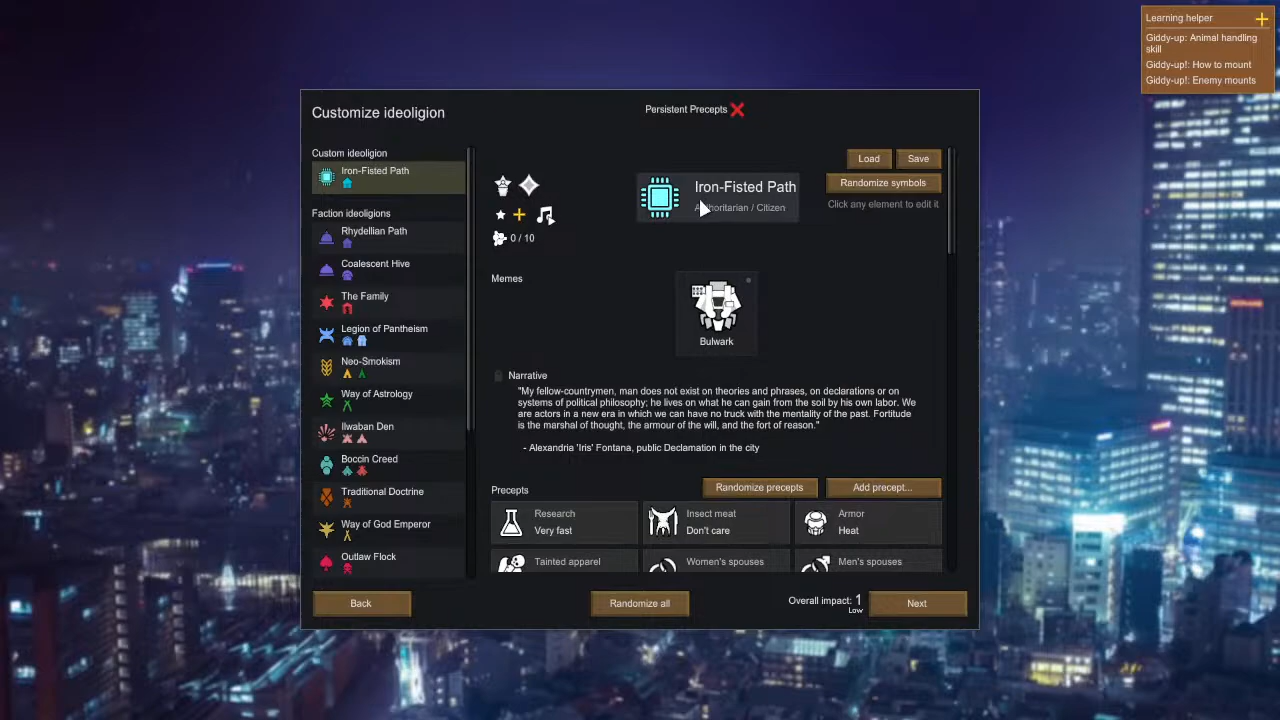 Learning helper
Giddy-up: Animal handling
skill
Giddy-up!: How to mount
Giddy-up!: Enemy mounts
Customize ideoligion
Persistent Precepts
Custom ideoligion
Iron-Fisted Path
Faction ideoligions
Rhydellian Path
Coalescent Hive
The Family
Legion of Pantheism
Neo-Smokism
Way of Astrology
Ilwaban Den
Boccin Creed
Traditional Doctrine
Way of God Emperor
Outlaw Flock
0 / 10
Iron-Fisted Path
Authoritarian / Citizen
Load Save
Randomize symbols
Click any element to edit it
Memes
Bulwark
Narrative
"My fellow-countrymen, man does not exist on theories and phrases, on declarations or on
systems of political philosophy; he lives on what he can gain from the soil by his own labor. We
are actors in a new era in which we can have no truck with the mentality of the past. Fortitude
is the marshal of thought, the armour of the will, and the fort of reason."
- Alexandria 'Iris' Fontana, public Declaration in the city
Precepts
Randomize precepts
Add precept...
Research
Very fast
Insect meat
Don't care
Armor
Heat
Tainted apparel
Women's spouses
Men's spouses
Back
Randomize all
Overall impact: 1
Low
Next